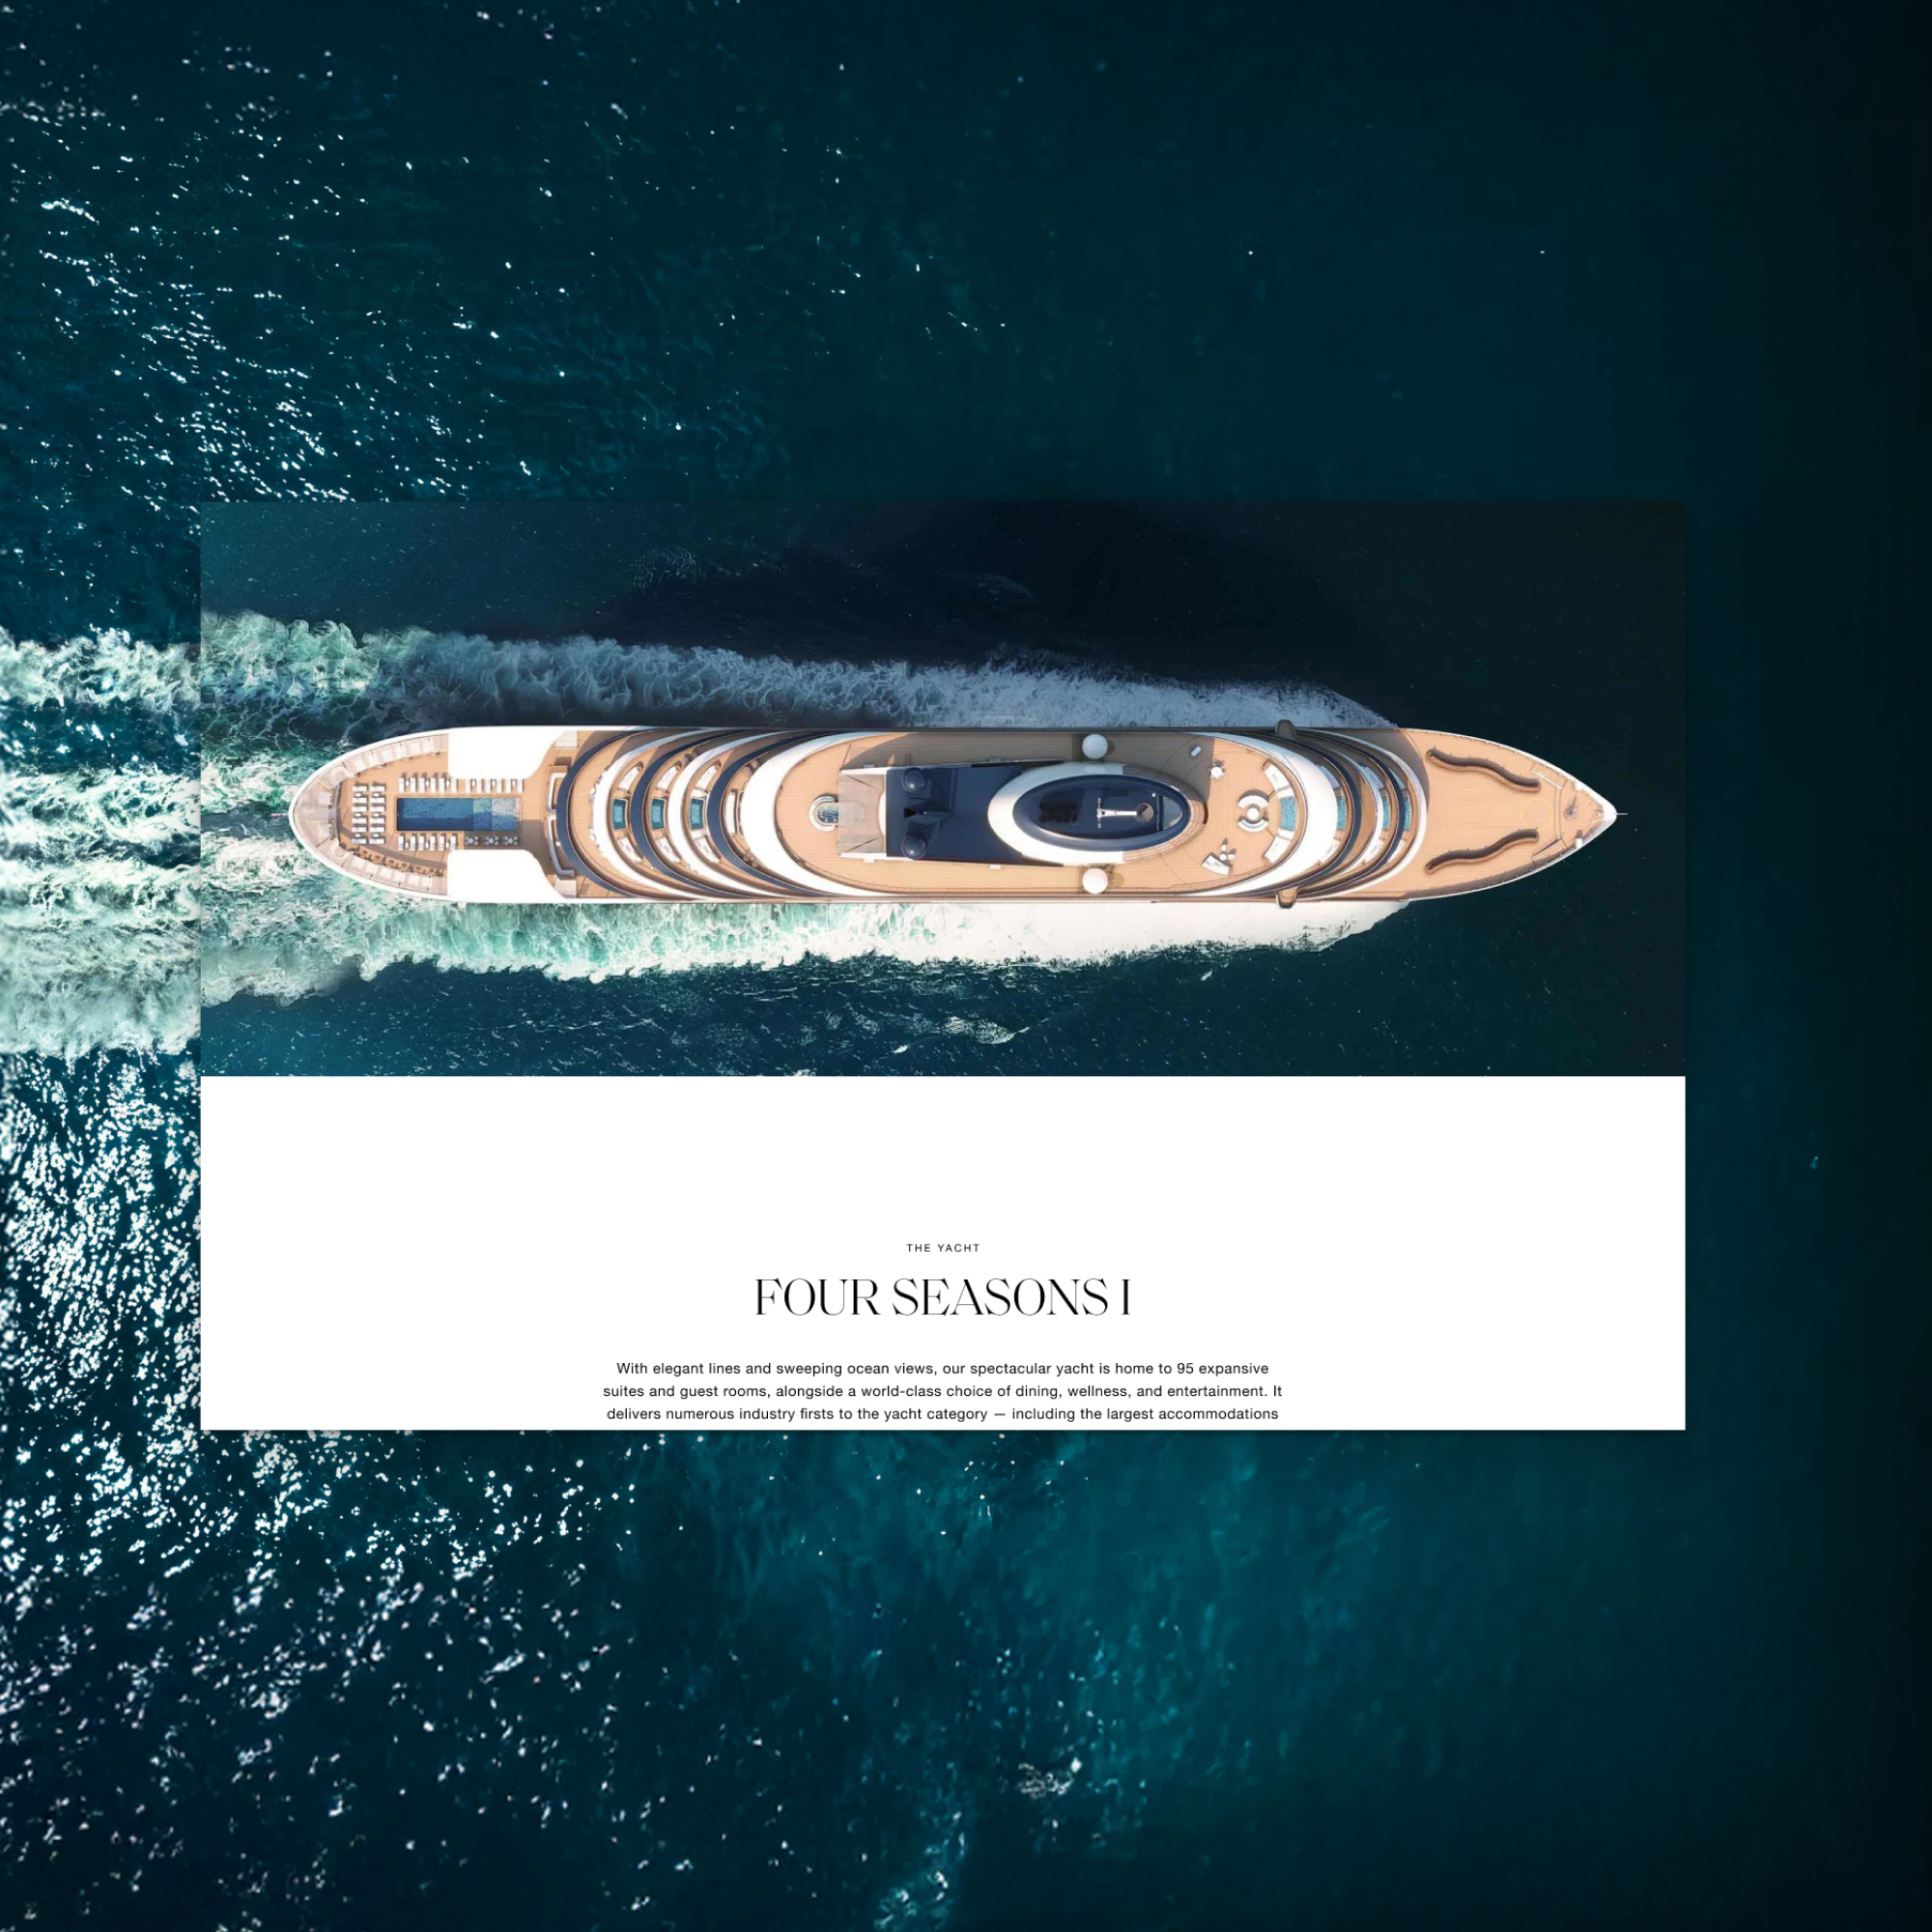 THE YACHT
FOUR SEASONS I
With elegant lines and sweeping ocean views, our spectacular yacht is home to 95 expansive
suites and guest rooms, alongside a world-class choice of dining, wellness, and entertainment. It
delivers numerous industry firsts to the yacht category — including the largest accommodations